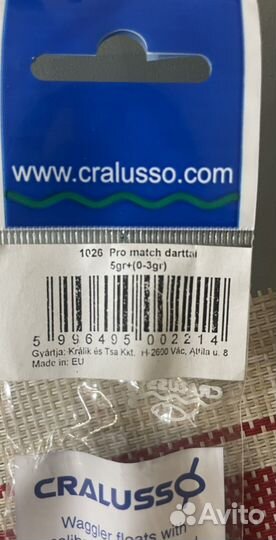 www.cralusso.com
1026 Pro match darttal
5gr+(0-3gr)
5 996495 002214
Gyártja: Králik és Tsa Kkt. H-2600 Vác, Attila u. 8
Made in: EU
CRALUSSO
Waggler floats with
Avito